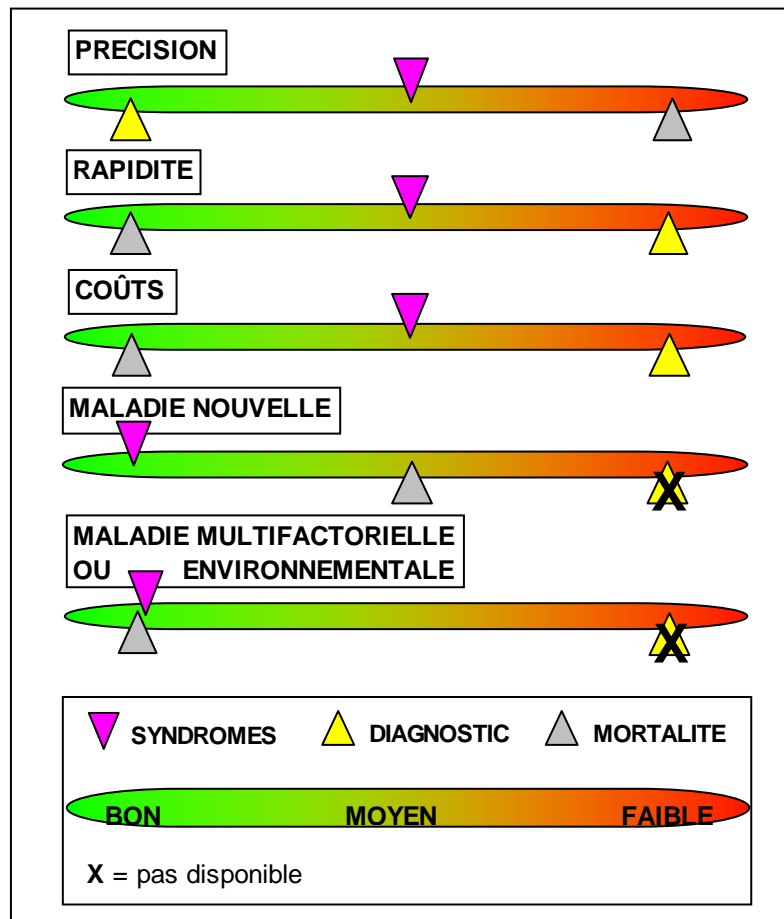 PRECISION
RAPIDITE
COÛTS
MALADIE NOUVELLE
X
MALADIE MULTIFACTORIELLE
OU ENVIRONNEMENTALE
X
SYNDROMES DIAGNOSTIC MORTALITE
BON MOYEN FAIBLE
X = pas disponible